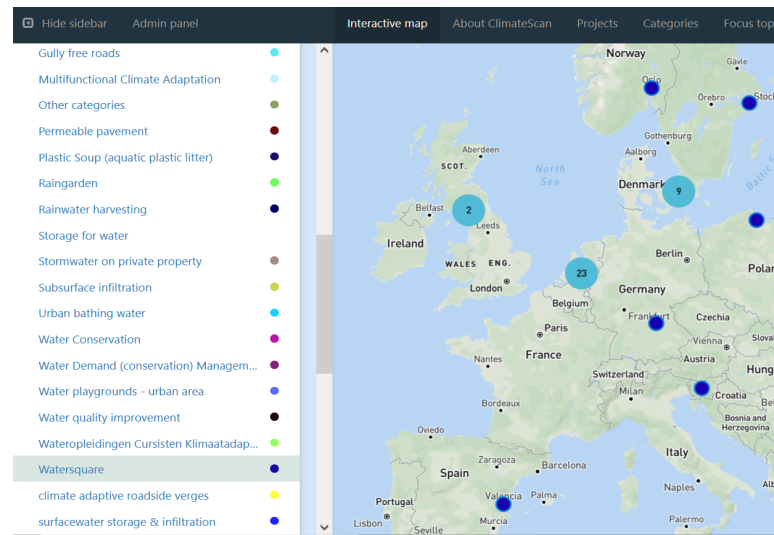 Hide sidebar
Admin panel
Interactive map
About ClimateScan
Projects
Categories
Focus top
Gully free roads
Multifunctional Climate Adaptation
Other categories
Permeable pavement
Plastic Soup (aquatic plastic litter)
Raingarden
Rainwater harvesting
Storage for water
Stormwater on private property
Subsurface infiltration
Urban bathing water
Water Conservation
Water Demand (conservation) Managem...
Water playgrounds - urban area
Water quality improvement
Wateropleidingen Cursisten Klimaatadap...
Watersquare
climate adaptive roadside verges
surfacewater storage & infiltration
Norway
Gävle
Oslo
Örebro
Stoc
Gothenburg
Aberdeen
Aalborg
SCOT.
North
Sea
Baltic
Denmark
9
Belfast
2
Leeds
Ireland
Berlin
WALES
ENG.
Polar
23
London
Germany
Belgium
Frankfurt
Czechia
Paris
Vienna
Slova
Nantes
France
Austria
Switzerland
Hung
Milan
Croatia
Be
Bordeaux
Bosnia and
Herzegovina
Oviedo
Italy
Zaragoza
Barcelona
Spain
Naples
Alb
Portugal
Valencia
Palma
Lisbon
Murcia
Palermo
Seville